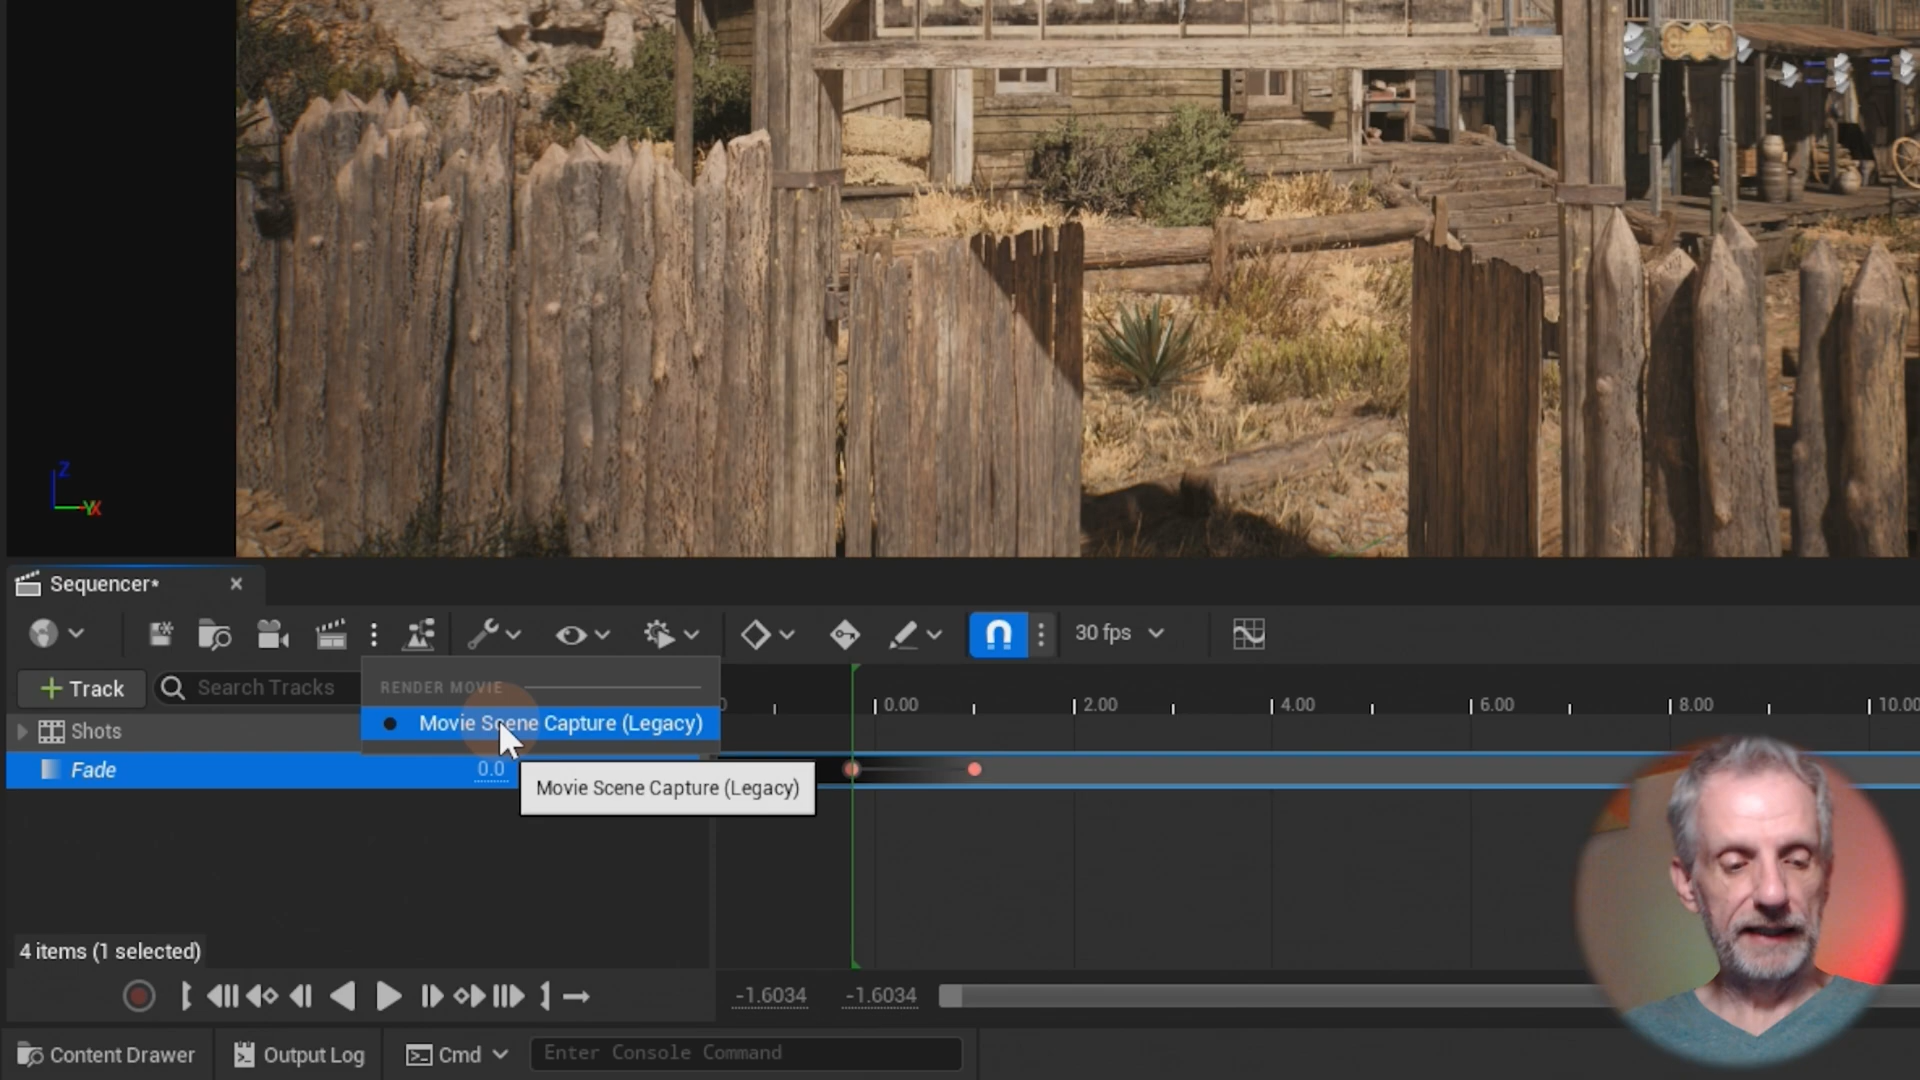 Z
Y
X
Sequencer*
30 fps
Track
Search Tracks
RENDER MOVIE
Movie Scene Capture (Legacy)
0
0.00
2.00
4.00
6.00
8.00
10.00
Shots
Fade
0.0
Movie Scene Capture (Legacy)
4 items (1 selected)
-1.6034
-1.6034
Content Drawer
Output Log
Cmd
Enter Console Command